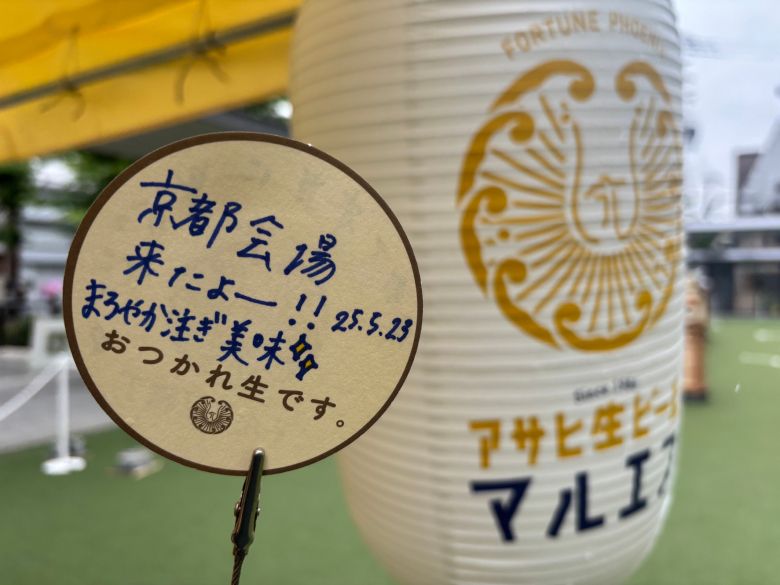 京都会場
来たよー!! 25.5.23
まろやか注ぎ美味
おつかれ生です。
FORTUNE PHOENIX
Since 1986
アサヒ生ビール
マルエフ